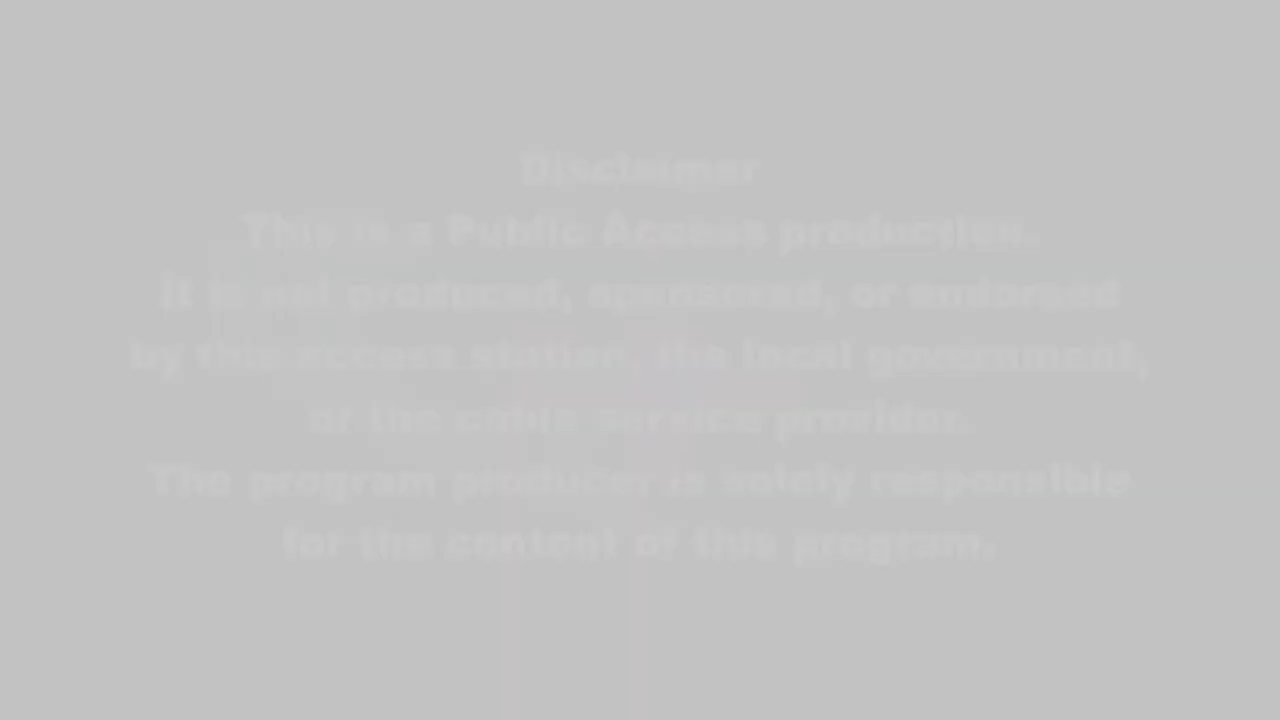 Disclaimer
This is a Public Access production.
It is not produced, sponsored, or endorsed
by this access station, the local government,
or the cable service provider.
The program producer is solely responsible
for the content of this program.